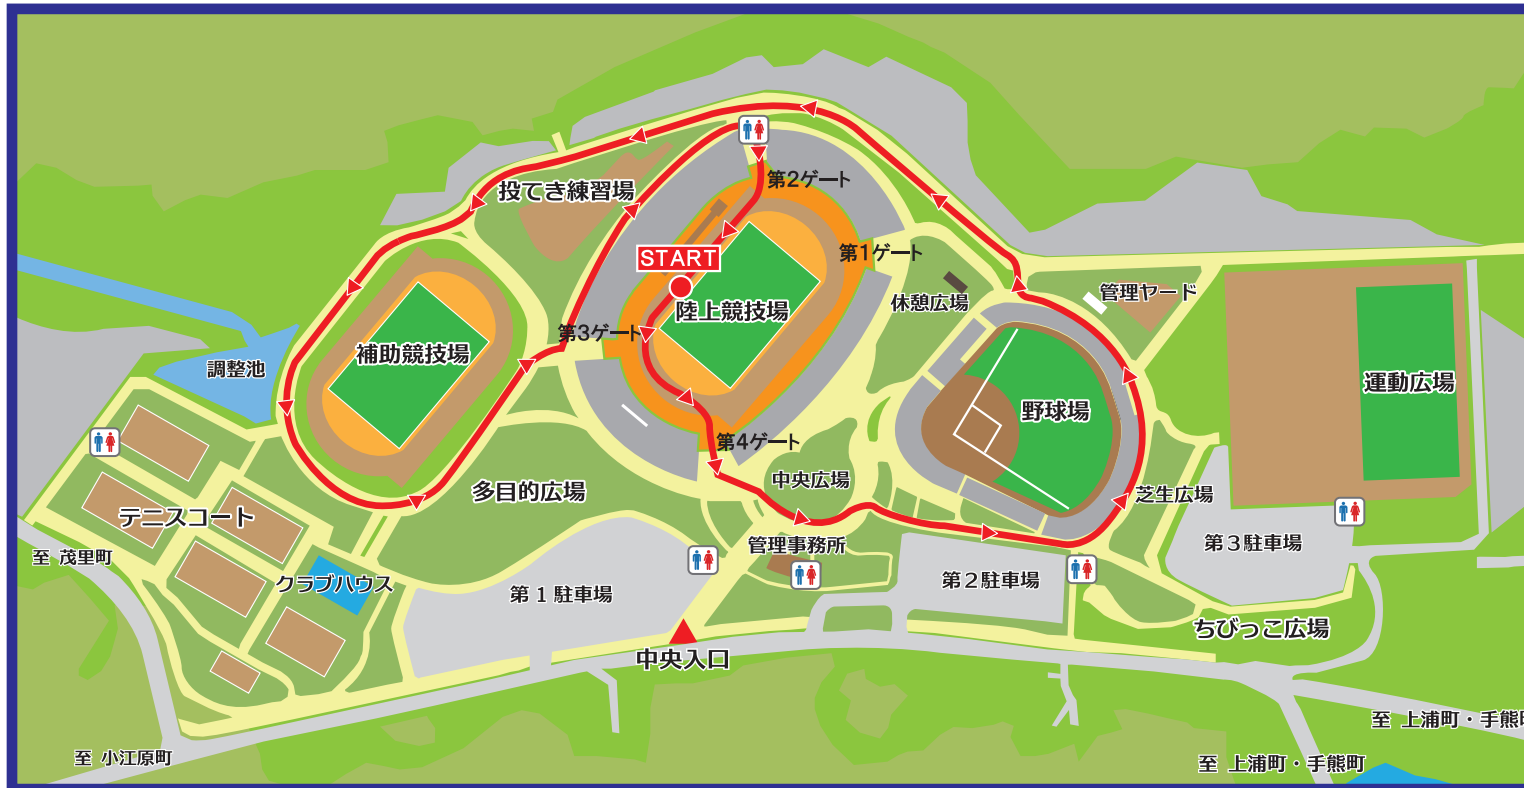 投てき練習場
第2ゲート
第1ゲート
START
陸上競技場
休憩広場
管理ヤード
第3ゲート
補助競技場
調整池
運動広場
野球場
第4ゲート
中央広場
多目的広場
芝生広場
テニスコート
管理事務所
第3駐車場
至 茂里町
クラブハウス
第1駐車場
第2駐車場
ちびっこ広場
中央入口
至 上浦町・手熊
至 小江原町
至 上浦町・手熊町